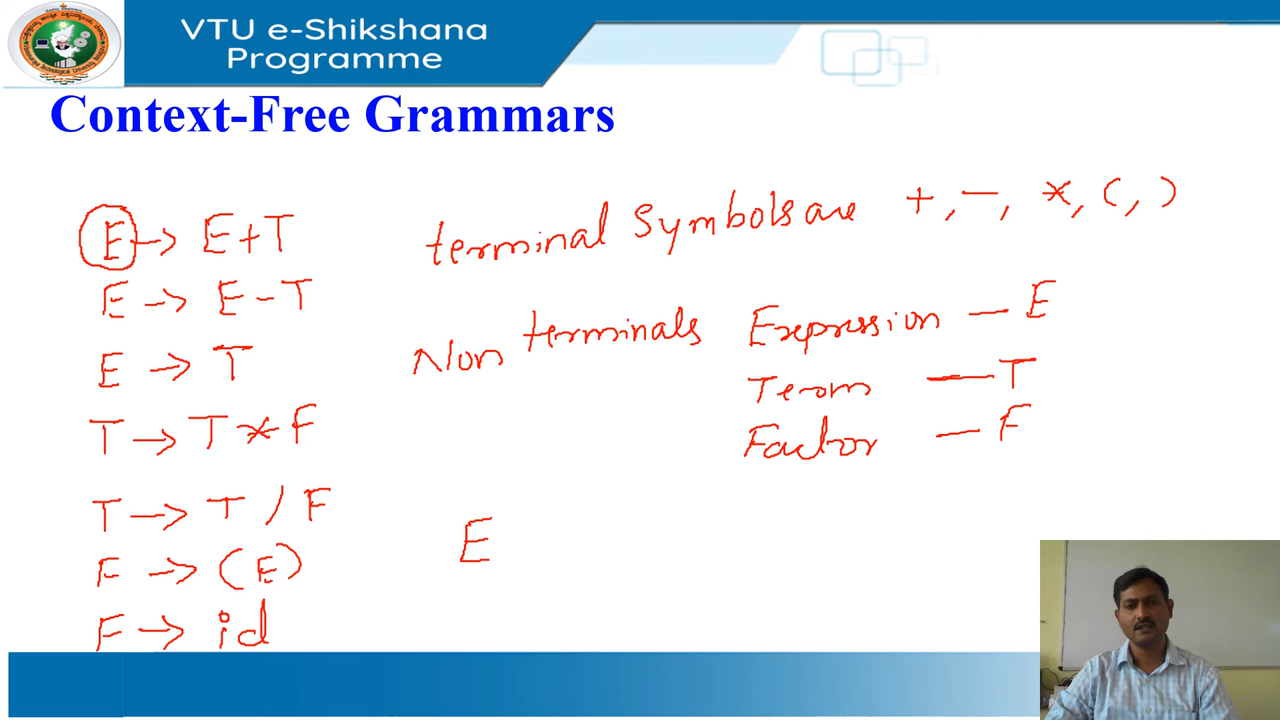 VTU e-Shikshana
Programme
Context-Free Grammars
E → E + T
E → E - T
E → T
T → T * F
T → T / F
F → (E)
F → id
terminal symbols are +, -, *, (, )
Non terminals Expression - E
Term - T
Factor - F
E